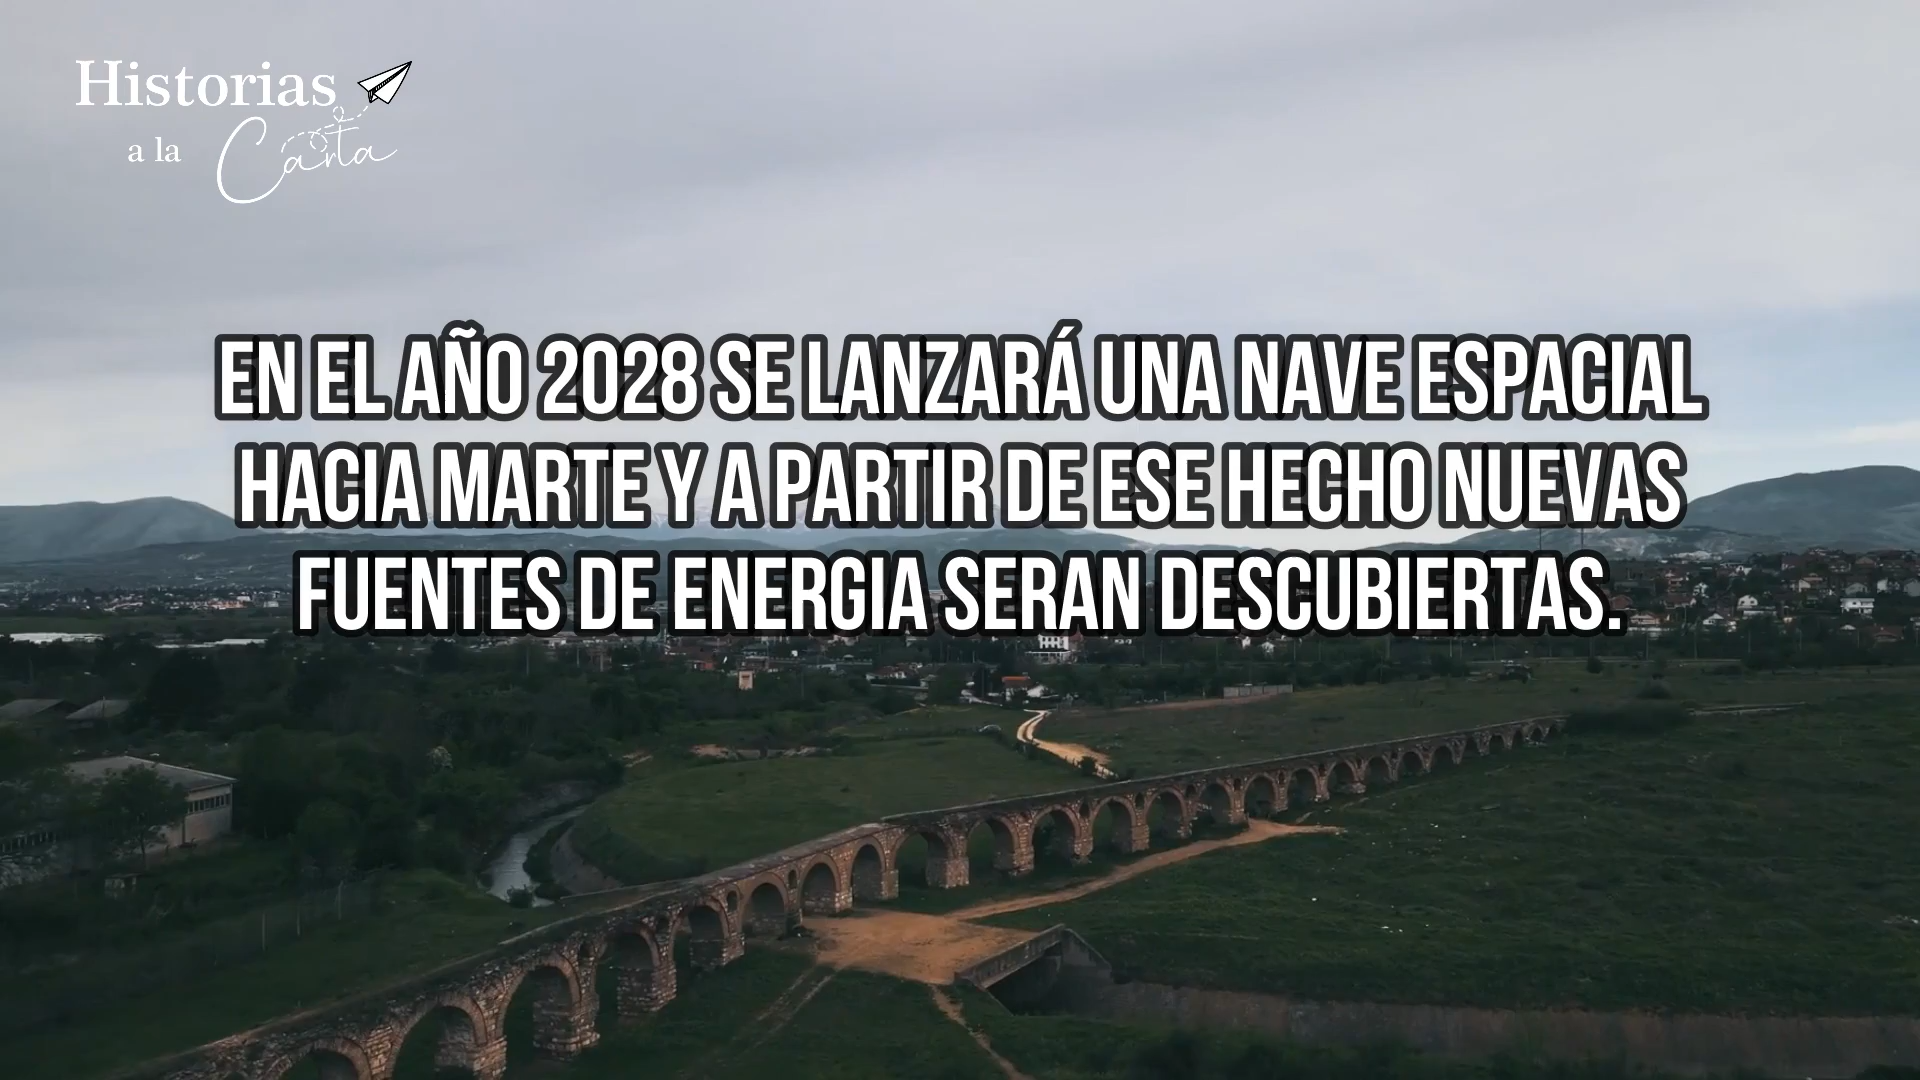 Historias
a la Carta
EN EL AÑO 2028 SE LANZARÁ UNA NAVE ESPACIAL
HACIA MARTE Y A PARTIR DE ESE HECHO NUEVAS
FUENTES DE ENERGIA SERAN DESCUBIERTAS.